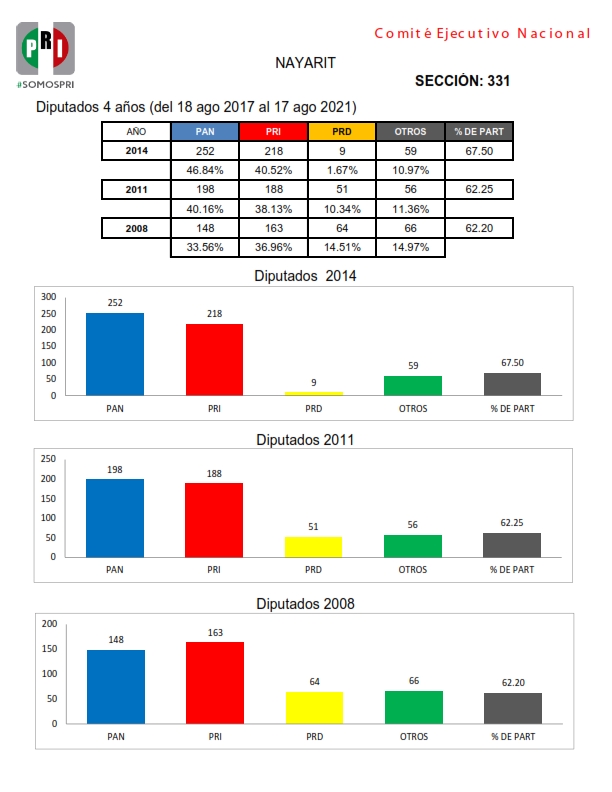 PRI
#SOMOSPRI
Comité Ejecutivo Nacional
NAYARIT
SECCIÓN: 331
Diputados 4 años (del 18 ago 2017 al 17 ago 2021)
AÑO PAN PRI PRD OTROS % DE PART
2014 252 218 9 59 67.50
46.84% 40.52% 1.67% 10.97%
2011 198 188 51 56 62.25
40.16% 38.13% 10.34% 11.36%
2008 148 163 64 66 62.20
33.56% 36.96% 14.51% 14.97%
Diputados 2014
300
250
200
150
100
50
0
252 218 9 59 67.50
PAN PRI PRD OTROS % DE PART
Diputados 2011
250
200
150
100
50
0
198 188 51 56 62.25
PAN PRI PRD OTROS % DE PART
Diputados 2008
200
150
100
50
0
148 163 64 66 62.20
PAN PRI PRD OTROS % DE PART